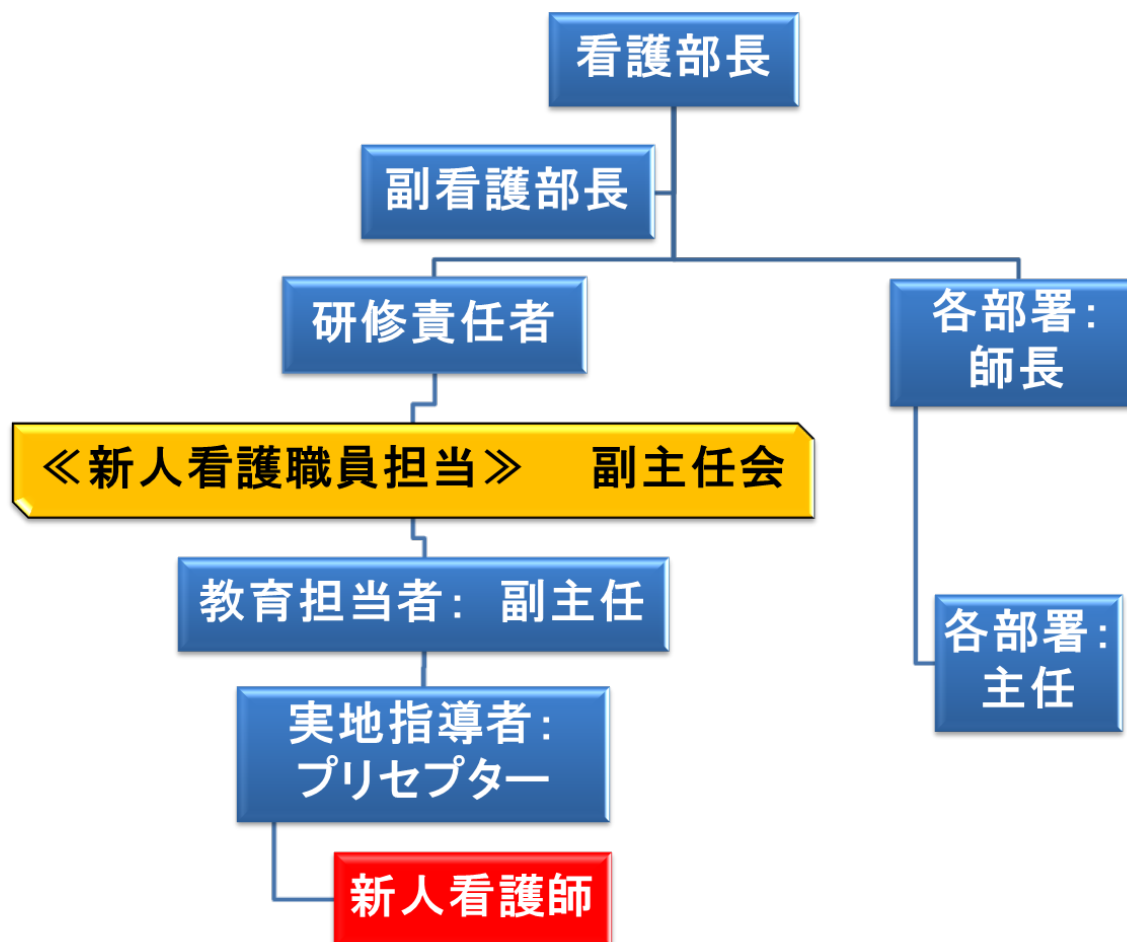 看護部長
副看護部長
研修責任者
各部署：
師長
≪新人看護職員担当≫　副主任会
教育担当者：　副主任
各部署：
主任
実地指導者：
プリセプター
新人看護師